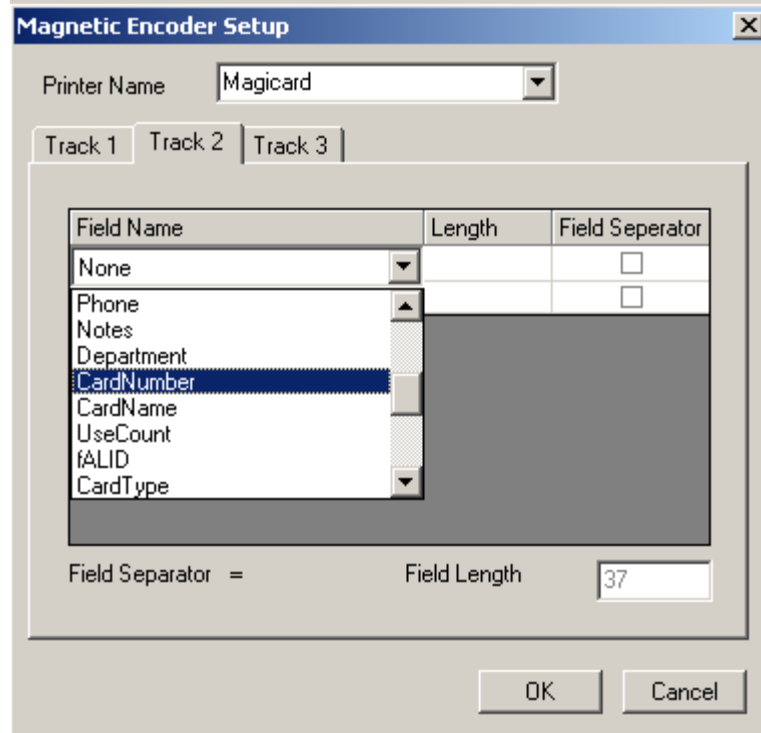 Magnetic Encoder Setup
Printer Name Magicard
Track 1 Track 2 Track 3
Field Name Length Field Seperator
None
Phone
Notes
Department
CardNumber
CardName
UseCount
fALID
CardType
Field Separator = Field Length 37
OK Cancel